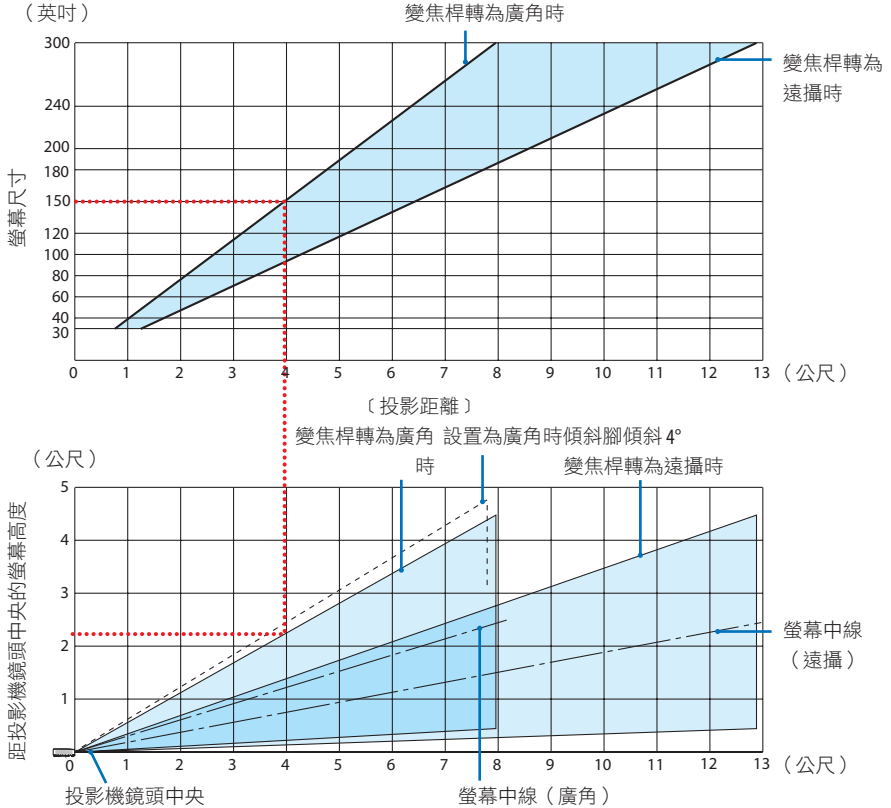 （英吋）
變焦桿轉為廣角時
變焦桿轉為
遠攝時
螢幕尺寸
300
240
200
180
150
120
100
80
60
40
30
0 1 2 3 4 5 6 7 8 9 10 11 12 13 （公尺）
〔投影距離〕
變焦桿轉為廣角 設置為廣角時傾斜腳傾斜 4°
時
變焦桿轉為遠攝時
（公尺）
距投影機鏡頭中央的螢幕高度
5
4
3
2
1
螢幕中線
（遠攝）
0 1 2 3 4 5 6 7 8 9 10 11 12 13 （公尺）
投影機鏡頭中央
螢幕中線（廣角）